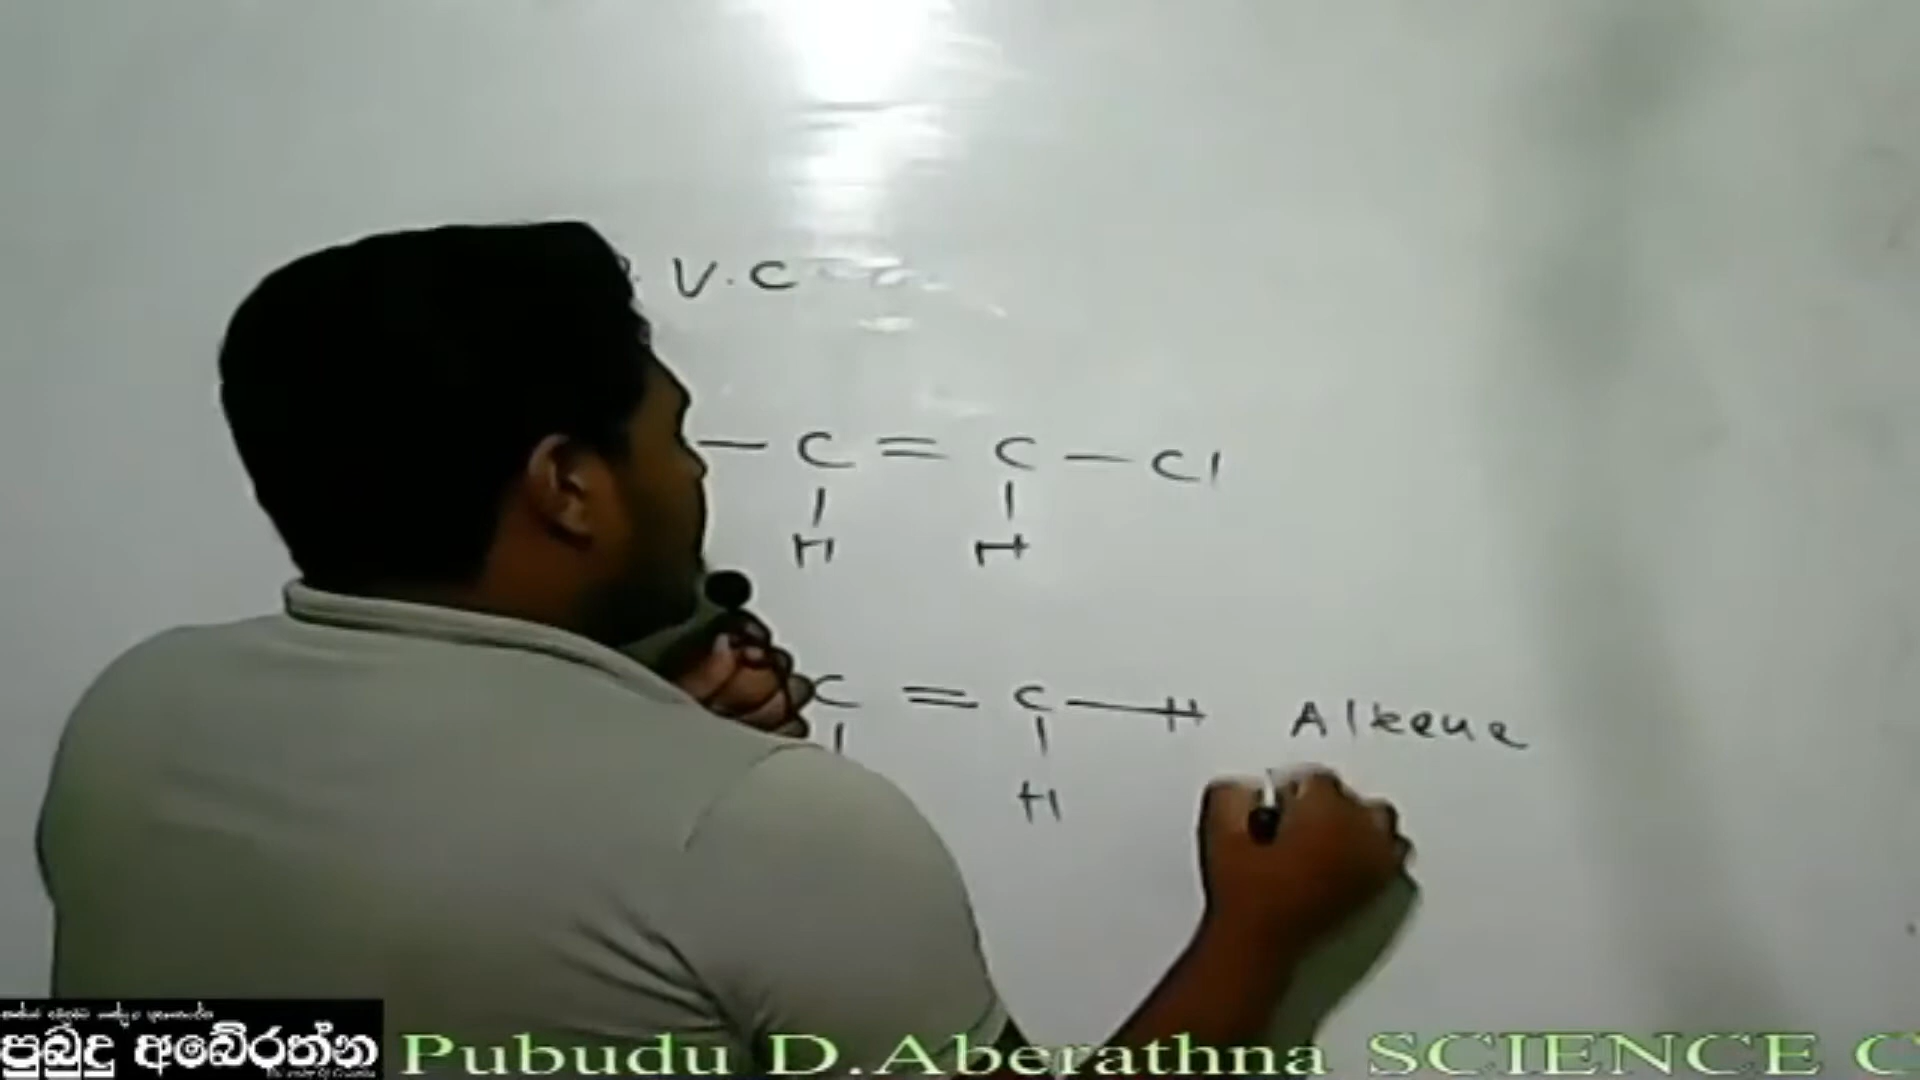 . V. C
— C = C — Cl
H H
C = C — H Alkene
H
පුබුදු අබේරත්න
Pubudu D.Aberathna SCIENCE C